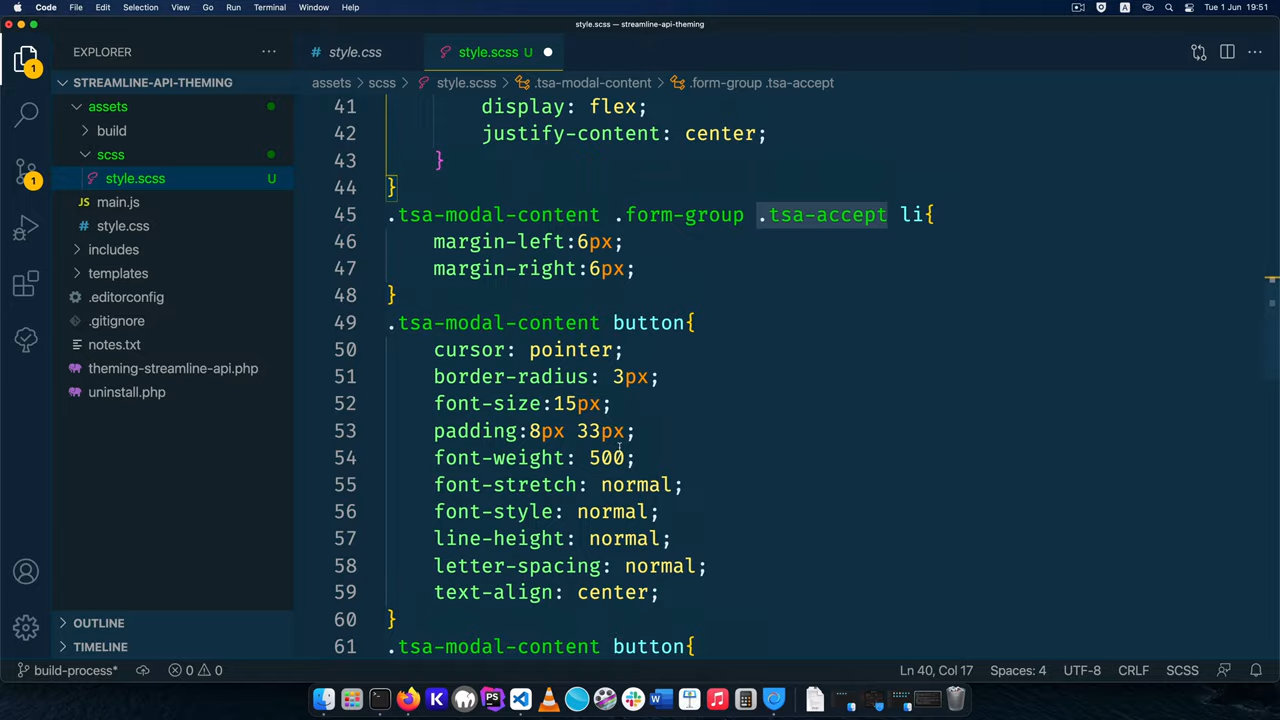 Code File Edit Selection View Go Run Terminal Window Help A Tue 1 Jun 19:51
style.scss — streamline-api-theming
EXPLORER
# style.css
style.scss U
assets > scss > style.scss > .tsa-modal-content > .form-group .tsa-accept
STREAMLINE-API-THEMING
assets
build
scss
style.scss U
main.js
# style.css
includes
templates
.editorconfig
.gitignore
notes.txt
theming-streamline-api.php
uninstall.php
OUTLINE
TIMELINE
1
1
41 display: flex;
42 justify-content: center;
43 }
44 }
45 .tsa-modal-content .form-group .tsa-accept li{
46 margin-left:6px;
47 margin-right:6px;
48 }
49 .tsa-modal-content button{
50 cursor: pointer;
51 border-radius: 3px;
52 font-size:15px;
53 padding:8px 33px;
54 font-weight: 500;
55 font-stretch: normal;
56 font-style: normal;
57 line-height: normal;
58 letter-spacing: normal;
59 text-align: center;
60 }
61 .tsa-modal-content button{
build-process* 0 0 Ln 40, Col 17 Spaces: 4 UTF-8 CRLF SCSS
K PS W